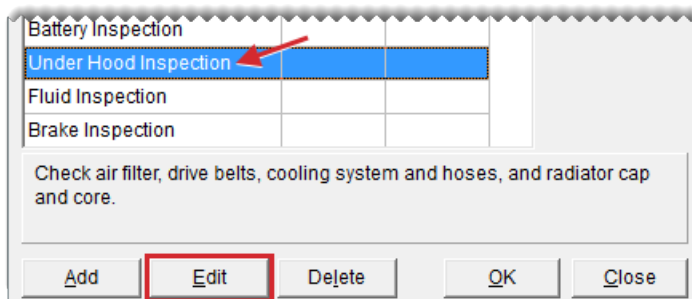 Battery Inspection
Under Hood Inspection
Fluid Inspection
Brake Inspection
Check air filter, drive belts, cooling system and hoses, and radiator cap
and core.
Add Edit Delete OK Close